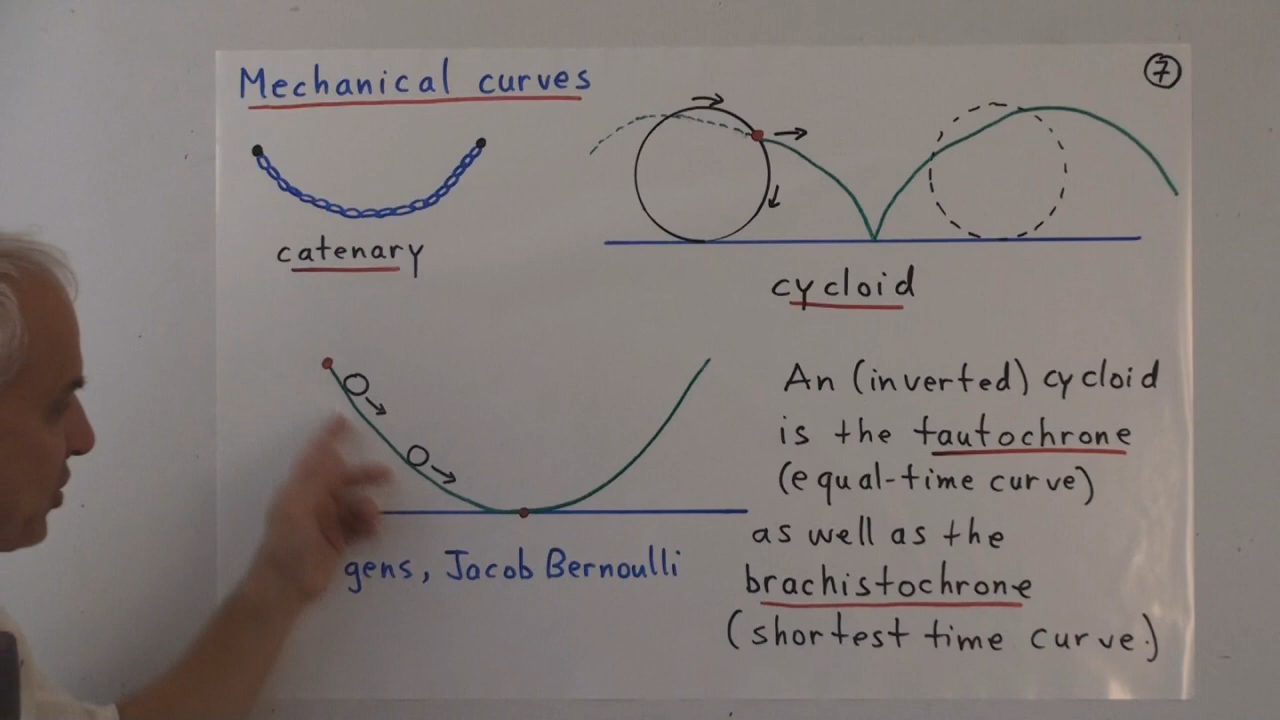 Mechanical curves
7
catenary
cycloid
An (inverted) cycloid
is the tautochrone
(equal-time curve)
as well as the
brachistochrone
(shortest time curve.)
gens, Jacob Bernoulli